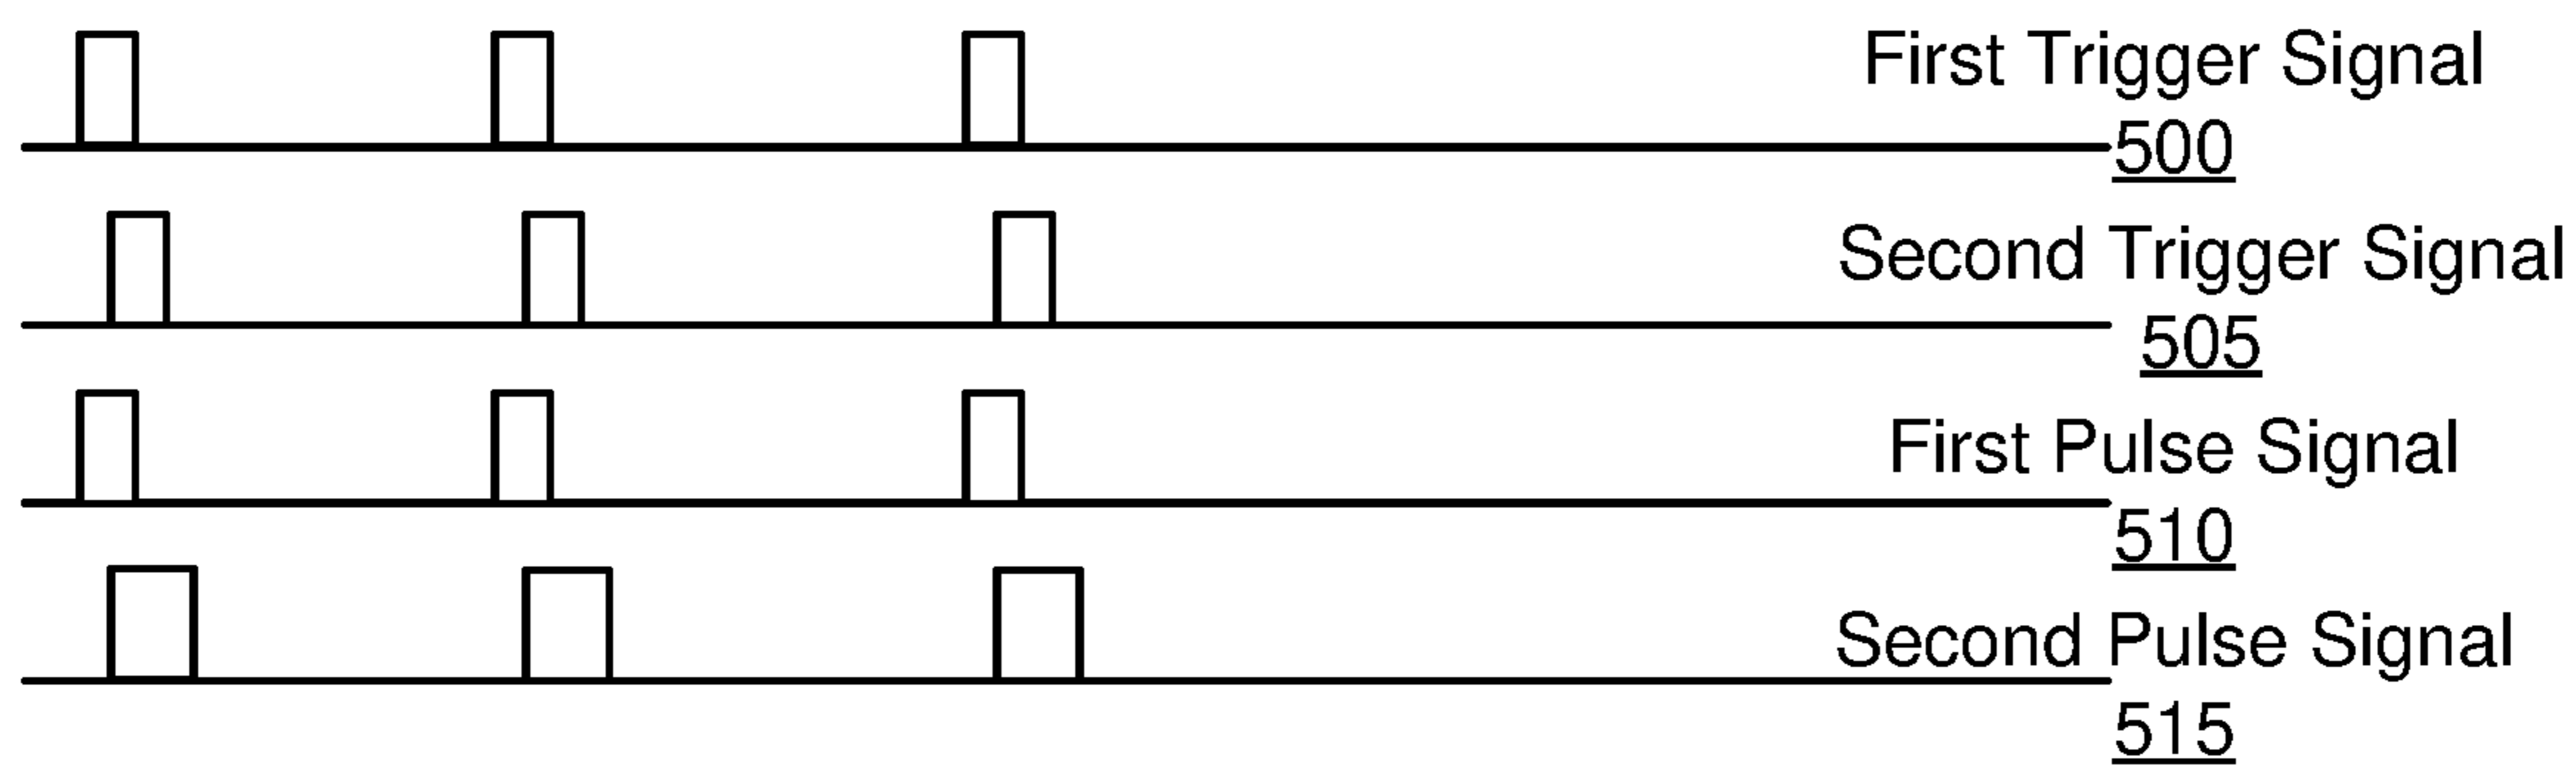 First Trigger Signal
500
Second Trigger Signal
505
First Pulse Signal
510
Second Pulse Signal
515